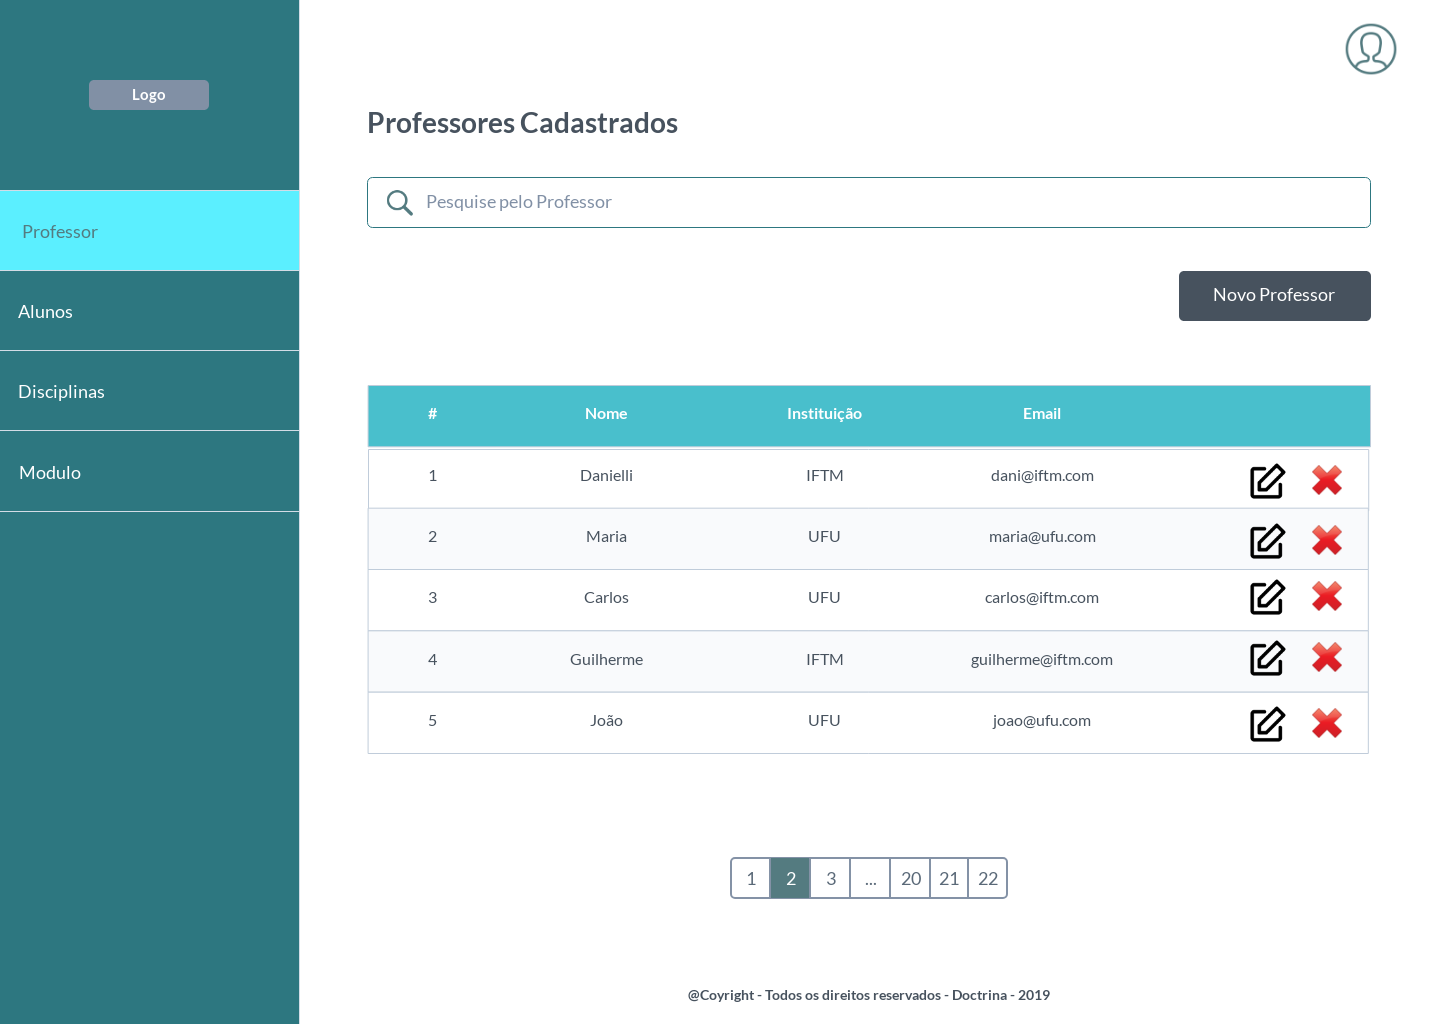 Logo
Professor
Alunos
Disciplinas
Modulo
Professores Cadastrados
Pesquise pelo Professor
Novo Professor
# Nome Instituição Email
1 Danielli IFTM dani@iftm.com
2 Maria UFU maria@ufu.com
3 Carlos UFU carlos@iftm.com
4 Guilherme IFTM guilherme@iftm.com
5 João UFU joao@ufu.com
1 2 3 ... 20 21 22
@Coyright - Todos os direitos reservados - Doctrina - 2019